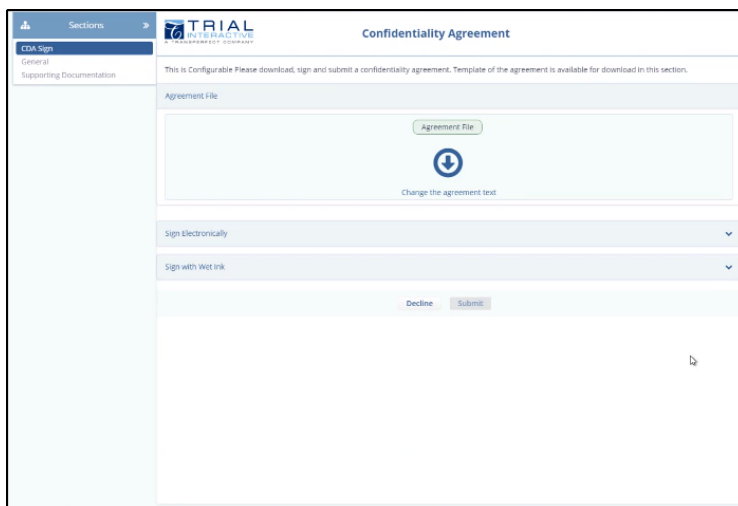 Sections
CDA Sign
General
Supporting Documentation
TRIAL
INTERACTIVE
A TRANSPERFECT COMPANY
Confidentiality Agreement
This is Configurable Please download, sign and submit a confidentiality agreement. Template of the agreement is available for download in this section.
Agreement File
Agreement File
Change the agreement text
Sign Electronically
Sign with Wet Ink
Decline Submit